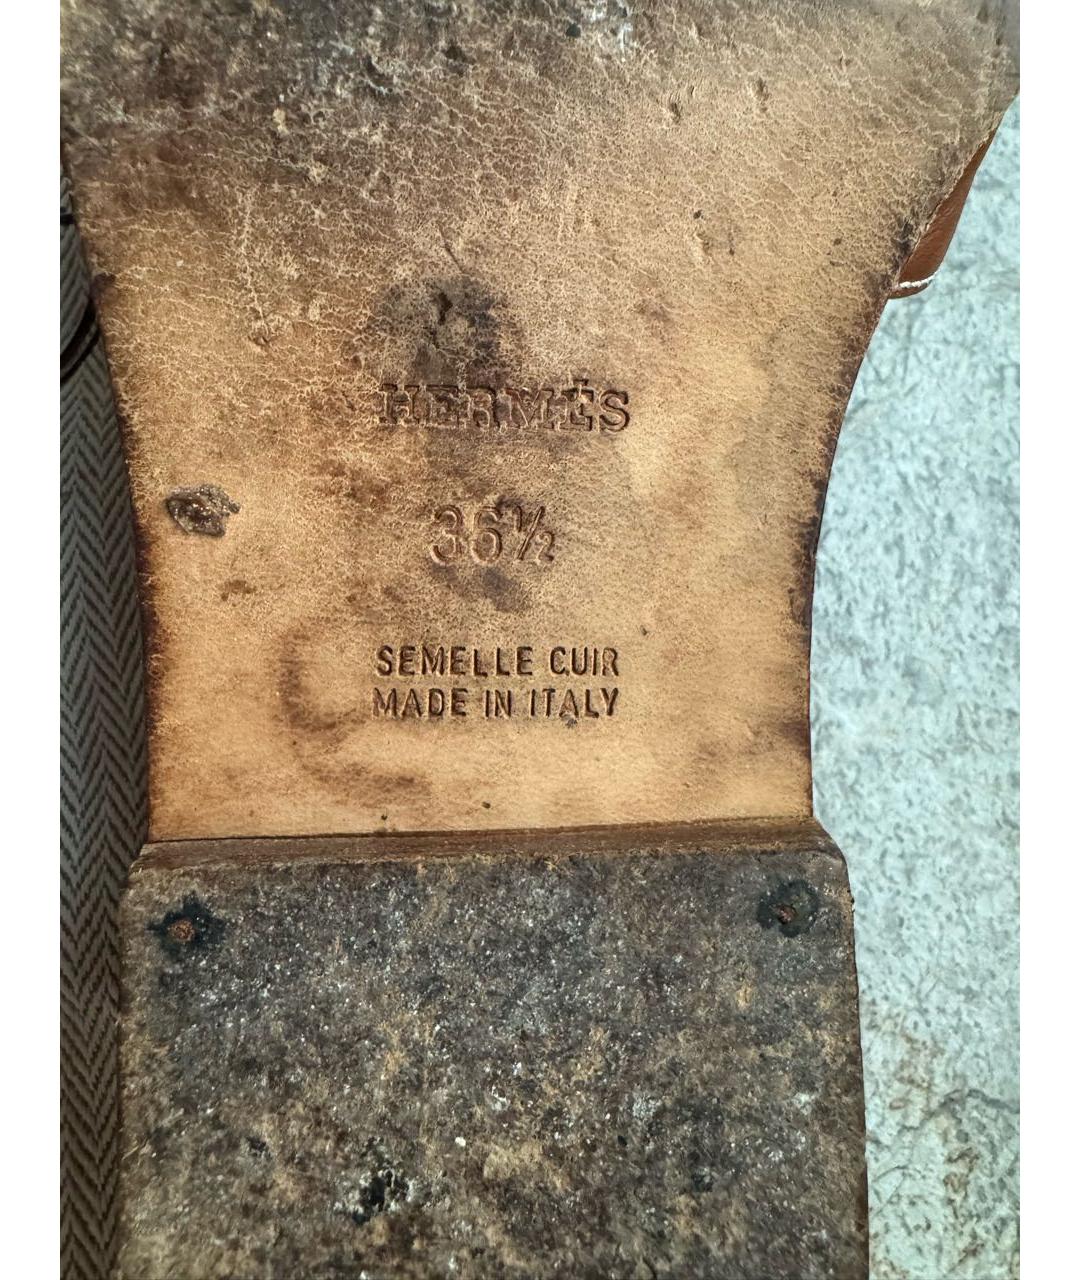 HERMÈS
36½
SEMELLE CUIR
MADE IN ITALY